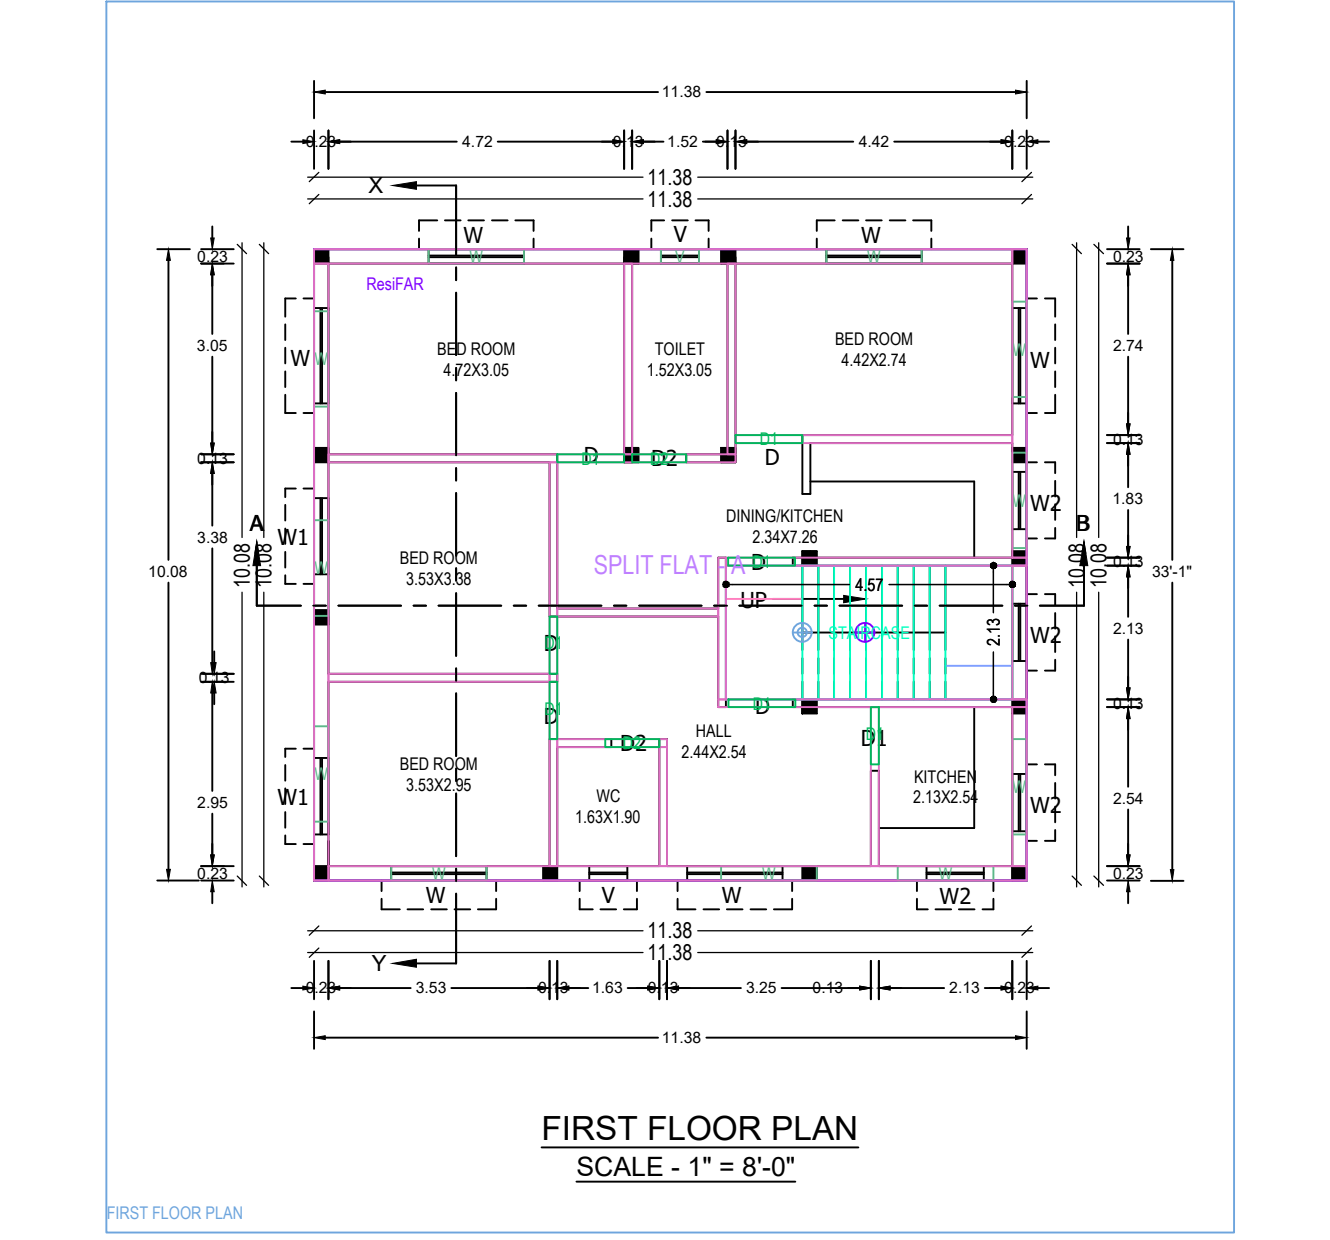 11.38
0.23
4.72
0.13
1.52
0.13
4.42
0.23
11.38
11.38
X
W
V
W
W
V
W
0.23
0.23
ResiFAR
3.05
W
W
BED ROOM
4.72X3.05
TOILET
1.52X3.05
BED ROOM
4.42X2.74
W
W
2.74
D1
0.13
0.13
D
D1
D2
D
1.83
W
W2
A
W1
3.38
DINING/KITCHEN
2.34X7.26
B
10.08
10.08
10.08
BED ROOM
3.53X3.38
SPLIT FLAT - A
D
D1
0.13
10.08
10.08
33'-1"
4.57
UP
STAIRCASE
2.13
W2
2.13
D
D1
0.13
D
D1
D
D1
0.13
HALL
2.44X2.54
D1
D1
D2
BED ROOM
3.53X2.95
KITCHEN
2.13X2.54
WC
1.63X1.90
W
W1
2.95
W
W2
2.54
0.23
W
W
W
0.23
W
V
W
W2
11.38
11.38
Y
0.23
3.53
0.13
1.63
0.13
3.25
0.13
2.13
0.23
11.38
FIRST FLOOR PLAN
SCALE - 1" = 8'-0"
FIRST FLOOR PLAN